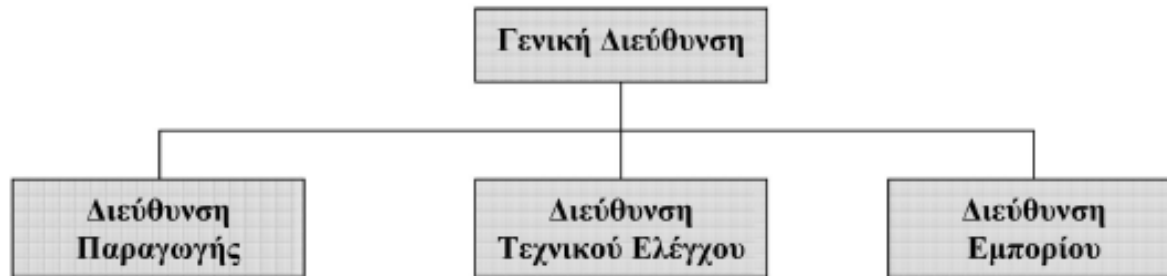 Γενική Διεύθυνση
Διεύθυνση
Παραγωγής
Διεύθυνση
Τεχνικού Ελέγχου
Διεύθυνση
Εμπορίου